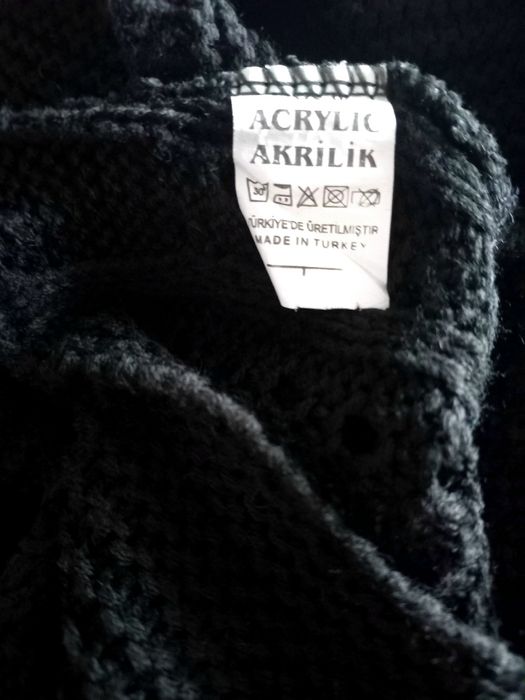 ACRYLIC
AKRİLİK
30°
TÜRKİYE'DE ÜRETİLMİŞTİR
MADE IN TURKEY